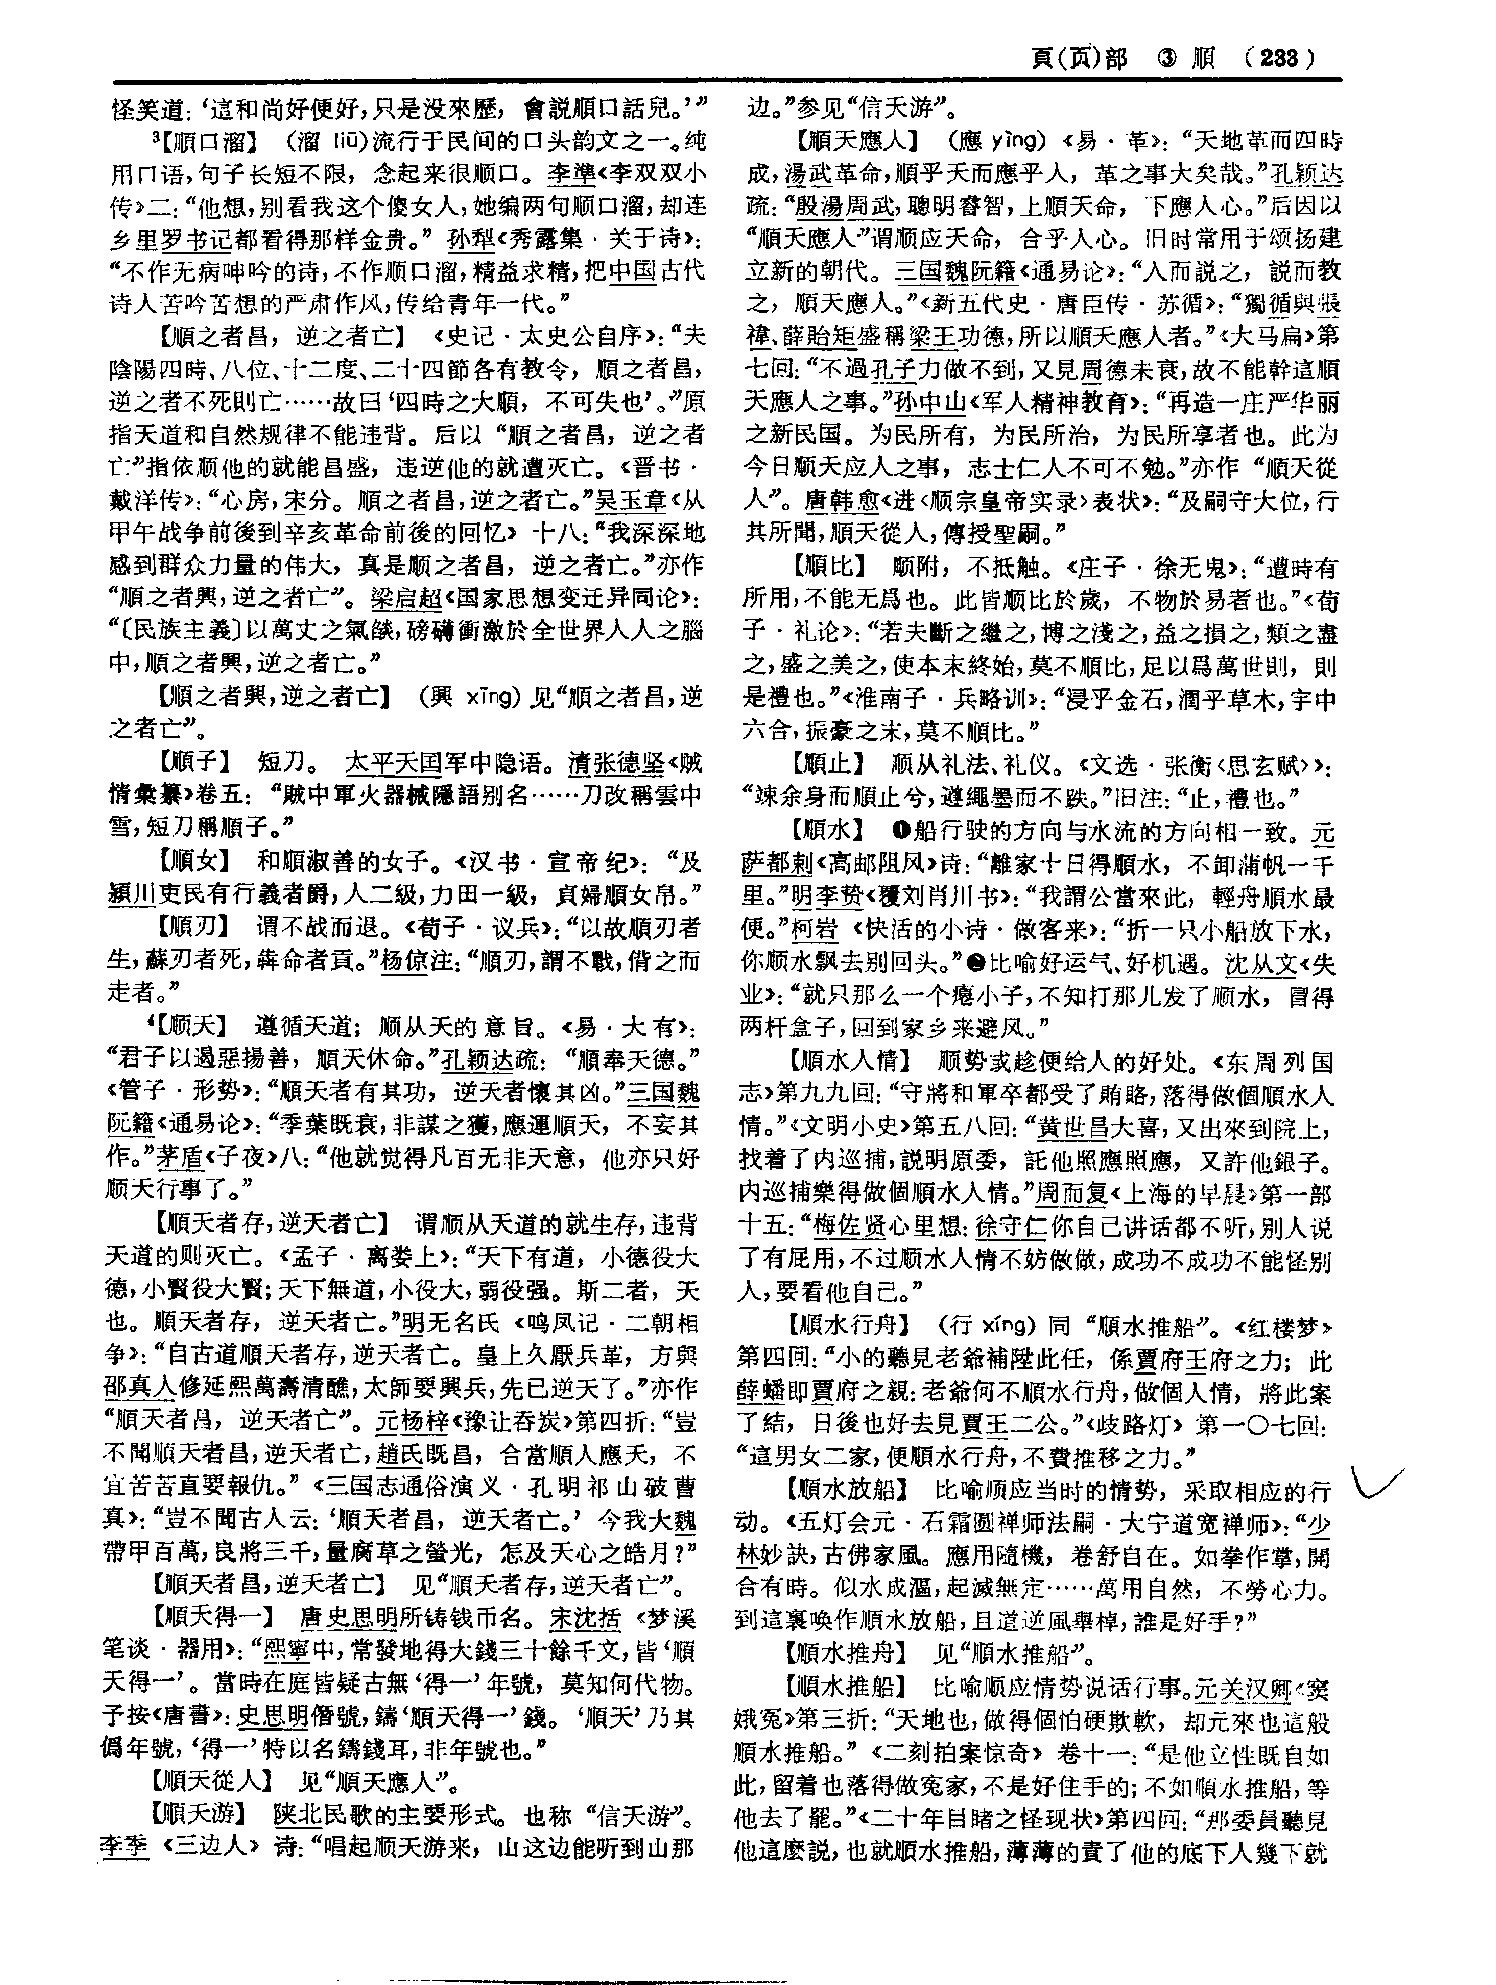 頁(页)部 ③ 順 (233)
怪笑道：‘這和尚好便好，只是没來歷，會説順口話兒。’”
³【順口溜】 (溜 liū)流行于民间的口头韵文之一。纯
用口语，句子长短不限，念起来很顺口。李準《李双双小
传》二：“他想，别看我这个傻女人，她编两句顺口溜，却连
乡里罗书记都看得那样金贵。” 孙犁《秀露集·关于诗》：
“不作无病呻吟的诗，不作顺口溜，精益求精，把中国古代
诗人苦吟苦想的严肃作风，传给青年一代。”
【順之者昌，逆之者亡】 《史记·太史公自序》：“夫
陰陽四時、八位、十二度、二十四節各有教令，順之者昌，
逆之者不死則亡……故曰‘四時之大順，不可失也’。”原
指天道和自然规律不能违背。后以“順之者昌，逆之者
亡”指依顺他的就能昌盛，违逆他的就遭灭亡。《晋书·
戴洋传》：“心房，宋分。順之者昌，逆之者亡。”吴玉章《从
甲午战争前後到辛亥革命前後的回忆》十八：“我深深地
感到群众力量的伟大，真是顺之者昌，逆之者亡。”亦作
“順之者興，逆之者亡”。梁启超《国家思想变迁异同论》：
“〔民族主義〕以萬丈之氣燄，磅礴衝激於全世界人人之腦
中，順之者興，逆之者亡。”
【順之者興，逆之者亡】 (興 xīng)见“順之者昌，逆
之者亡”。
【順子】 短刀。太平天囯军中隐语。清张德坚《贼
情彙纂》卷五：“賊中軍火器械隱語别名……刀改稱雲中
雪，短刀稱順子。”
【順女】 和順淑善的女子。《汉书·宣帝纪》：“及
潁川吏民有行義者爵，人二級，力田一級，貞婦順女帛。”
【順刃】 谓不战而退。《荀子·议兵》：“以故順刃者
生，蘇刃者死，犇命者貢。”杨倞注：“順刃，謂不戰，偝之而
走者。”
⁴【顺天】 遵循天道；顺从天的意旨。《易·大有》：
“君子以遏惡揚善，順天休命。”孔颖达疏：“順奉天德。”
《管子·形势》：“順天者有其功，逆天者懷其凶。”三国魏
阮籍《通易论》：“季葉既衰，非謀之獲，應運順天，不妄其
作。”茅盾《子夜》八：“他就觉得凡百无非天意，他亦只好
顺天行事了。”
【順天者存，逆天者亡】 谓顺从天道的就生存，违背
天道的则灭亡。《孟子·离娄上》：“天下有道，小德役大
德，小賢役大賢；天下無道，小役大，弱役强。斯二者，天
也。順天者存，逆天者亡。”明无名氏《鸣凤记·二朝相
争》：“自古道順天者存，逆天者亡。皇上久厭兵革，方與
邵真人修延熙萬壽清醮，太師要興兵，先已逆天了。”亦作
“順天者昌，逆天者亡”。元杨梓《豫让吞炭》第四折：“豈
不聞順天者昌，逆天者亡，趙氏既昌，合當順人應天，不
宜苦苦直要報仇。”《三国志通俗演义·孔明祁山破曹
真》：“豈不聞古人云：‘順天者昌，逆天者亡。’今我大魏
帶甲百萬，良將三千，量腐草之螢光，怎及天心之皓月？”
【順天者昌，逆天者亡】 见“順天者存，逆天者亡”。
【順天得一】 唐史思明所铸钱币名。宋沈括《梦溪
笔谈·器用》：“熙寧中，常發地得大錢三十餘千文，皆‘順
天得一’。當時在庭皆疑古無‘得一’年號，莫知何代物。
子按《唐書》：史思明僭號，鑄‘順天得一’錢。‘順天’乃其
僞年號，‘得一’特以名鑄錢耳，非年號也。”
【順天從人】 见“順天應人”。
【順天游】 陕北民歌的主要形式。也称“信天游”。
李季《三边人》诗：“唱起顺天游来，山这边能听到山那
边。”参见“信天游”。
【順天應人】 (應 yìng)《易·革》：“天地革而四時
成，湯武革命，順乎天而應乎人，革之事大矣哉。”孔颖达
疏：“殷湯周武，聰明睿智，上順天命，下應人心。”后因以
“順天應人”谓顺应天命，合乎人心。旧时常用于颂扬建
立新的朝代。三国魏阮籍《通易论》：“人而説之，説而教
之，順天應人。”《新五代史·唐臣传·苏循》：“獨循與張
褘、薛貽矩盛稱梁王功德，所以順天應人者。”《大马扁》第
七回：“不過孔子力做不到，又見周德未衰，故不能幹這順
天應人之事。”孙中山《军人精神教育》：“再造一庄严华丽
之新民国。为民所有，为民所治，为民所享者也。此为
今日顺天应人之事，志士仁人不可不勉。”亦作“順天從
人”。唐韩愈《进〈顺宗皇帝实录〉表状》：“及嗣守大位，行
其所聞，順天從人，傳授聖嗣。”
【順比】 顺附，不抵触。《庄子·徐无鬼》：“遭時有
所用，不能无爲也。此皆顺比於歲，不物於易者也。”《荀
子·礼论》：“若夫斷之繼之，博之淺之，益之損之，類之盡
之，盛之美之，使本末終始，莫不順比，足以爲萬世則，則
是禮也。”《淮南子·兵略训》：“浸乎金石，潤乎草木，宇中
六合，振豪之末，莫不順比。”
【順止】 顺从礼法、礼仪。《文选·张衡〈思玄赋〉》：
“竦余身而順止兮，遵繩墨而不跌。”旧注：“止，禮也。”
【順水】 ❶船行驶的方向与水流的方向相一致。元
萨都剌《高邮阻风》诗：“離家十日得順水，不卸蒲帆一千
里。”明李贽《覆刘肖川书》：“我謂公當來此，輕舟順水最
便。”柯岩《快活的小诗·做客来》：“折一只小船放下水，
你顺水飘去别回头。”❷比喻好运气、好机遇。沈从文《失
业》：“就只那么一个瘪小子，不知打那儿发了顺水，冒得
两杆盒子，回到家乡来避风。”
【順水人情】 顺势或趁便给人的好处。《东周列国
志》第九九回：“守將和軍卒都受了賄賂，落得做個順水人
情。”《文明小史》第五八回：“黄世昌大喜，又出來到院上，
找着了内巡捕，説明原委，託他照應照應，又許他銀子。
内巡捕樂得做個順水人情。”周而复《上海的早晨》第一部
十五：“梅佐贤心里想：徐守仁你自己讲话都不听，别人说
了有屁用，不过顺水人情不妨做做，成功不成功不能怪别
人，要看他自己。”
【順水行舟】 (行 xíng)同“順水推船”。《红楼梦》
第四回：“小的聽見老爺補陞此任，係賈府王府之力；此
薛蟠即賈府之親：老爺何不順水行舟，做個人情，將此案
了結，日後也好去見賈王二公。”《歧路灯》第一〇七回：
“這男女二家，便順水行舟，不費推移之力。”
【順水放船】 比喻顺应当时的情势，采取相应的行
动。《五灯会元·石霜圆禅师法嗣·大宁道宽禅师》：“少
林妙訣，古佛家風。應用隨機，卷舒自在。如拳作掌，開
合有時。似水成漚，起滅無定……萬用自然，不勞心力。
到這裏唤作順水放船，且道逆風舉棹，誰是好手？”
【順水推舟】 见“順水推船”。
【順水推船】 比喻顺应情势说话行事。元关汉卿《窦
娥冤》第三折：“天地也，做得個怕硬欺軟，却元來也這般
順水推船。”《二刻拍案惊奇》卷十一：“是他立性既自如
此，留着也落得做冤家，不是好住手的；不如順水推船，等
他去了罷。”《二十年目睹之怪现状》第四回：“那委員聽見
他這麽説，也就順水推船，薄薄的責了他的底下人幾下就